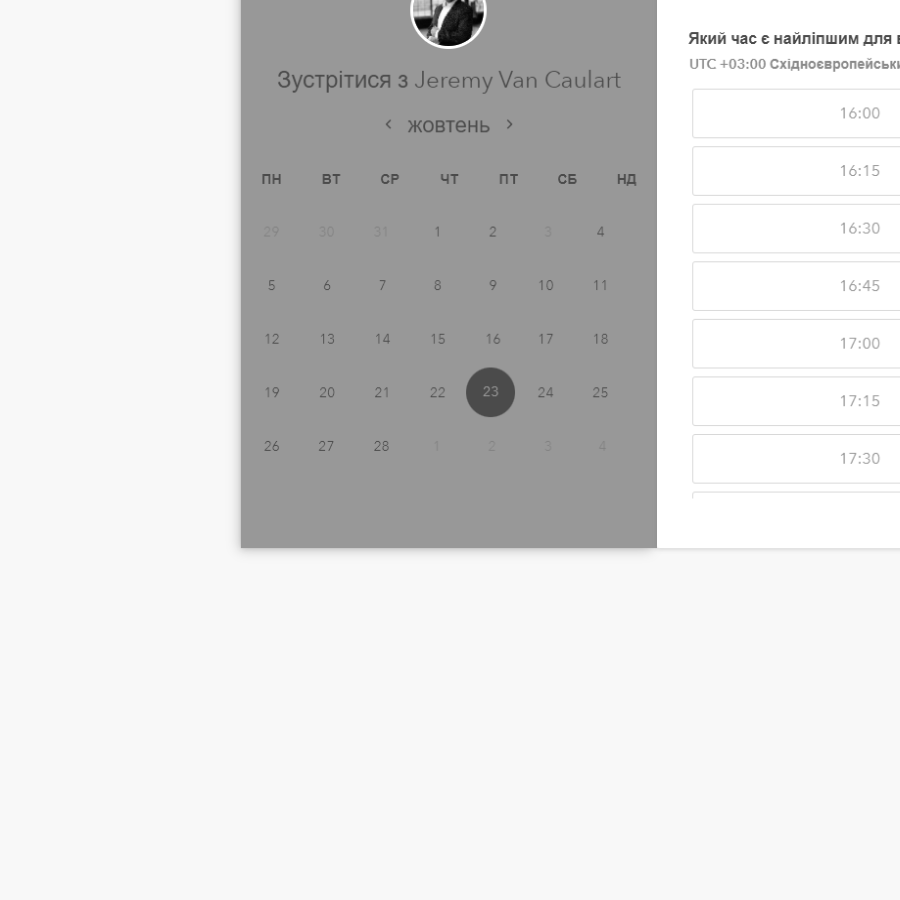 Зустрітися з Jeremy Van Caulart
жовтень
ПН ВТ СР ЧТ ПТ СБ НД
29 30 31 1 2 3 4
5 6 7 8 9 10 11
12 13 14 15 16 17 18
19 20 21 22 23 24 25
26 27 28 1 2 3 4
Який час є найліпшим для
UTC +03:00
16:00
16:15
16:30
16:45
17:00
17:15
17:30